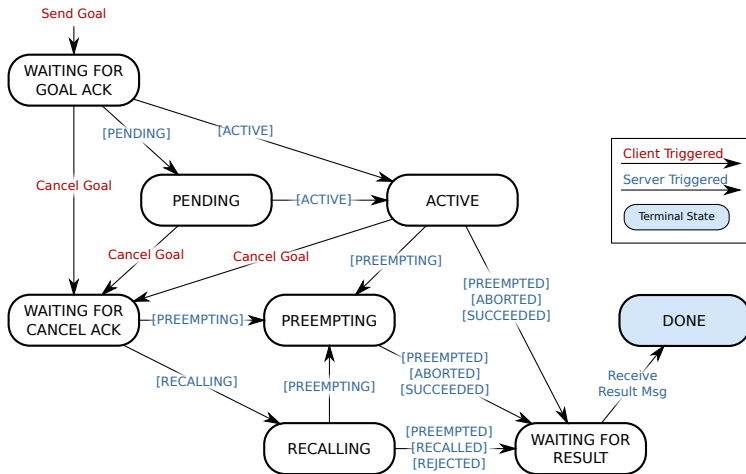 Send Goal
WAITING FOR
GOAL ACK
[PENDING]
[ACTIVE]
Client Triggered
Server Triggered
Terminal State
Cancel Goal
PENDING
[ACTIVE]
ACTIVE
Cancel Goal
Cancel Goal
[PREEMPTING]
[PREEMPTED]
[ABORTED]
[SUCCEEDED]
WAITING FOR
CANCEL ACK
[PREEMPTING]
PREEMPTING
DONE
[RECALLING]
[PREEMPTING]
[PREEMPTED]
[ABORTED]
[SUCCEEDED]
Receive
Result Msg
RECALLING
[PREEMPTED]
[RECALLED]
[REJECTED]
WAITING FOR
RESULT